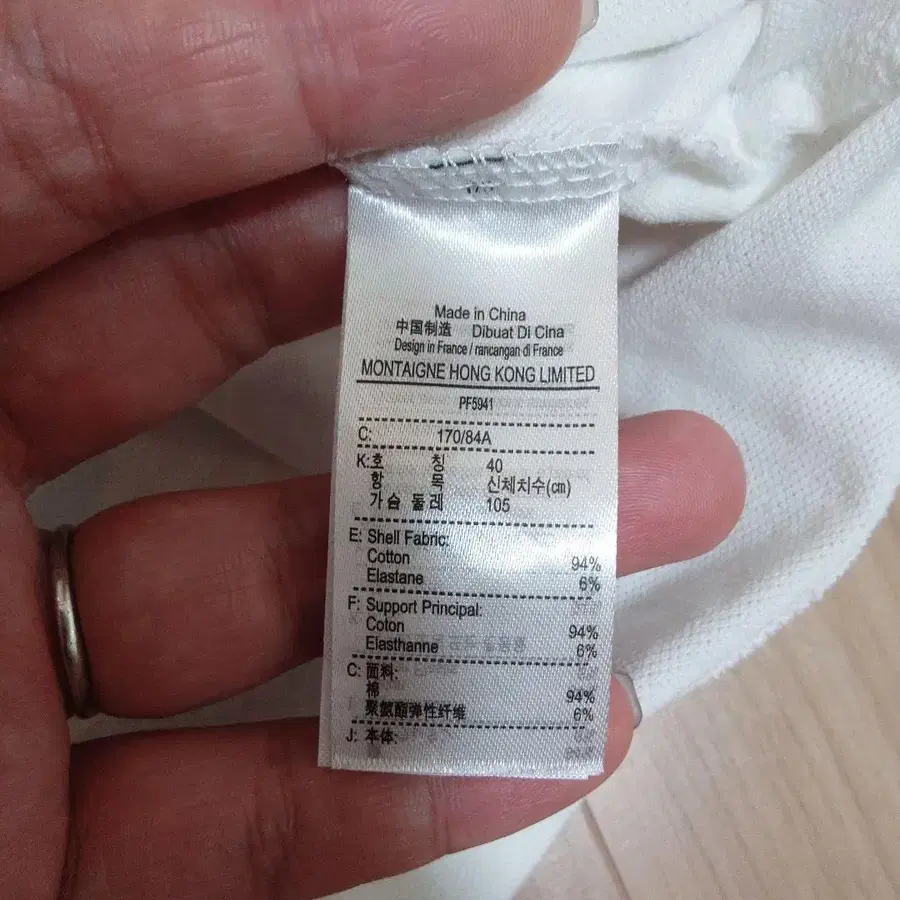 Made in China
中国制造 Dibuat Di Cina
Design in France / rancangan di France
MONTAIGNE HONG KONG LIMITED
PF5941
C: 170/84A
K:호 칭 40
항 목 신체치수(㎝)
가슴 둘레 105
E: Shell Fabric:
Cotton 94%
Elastane 6%
F: Support Principal:
Coton 94%
Elasthanne 6%
C: 面料:
棉 94%
聚氨酯弹性纤维 6%
J: 本体: